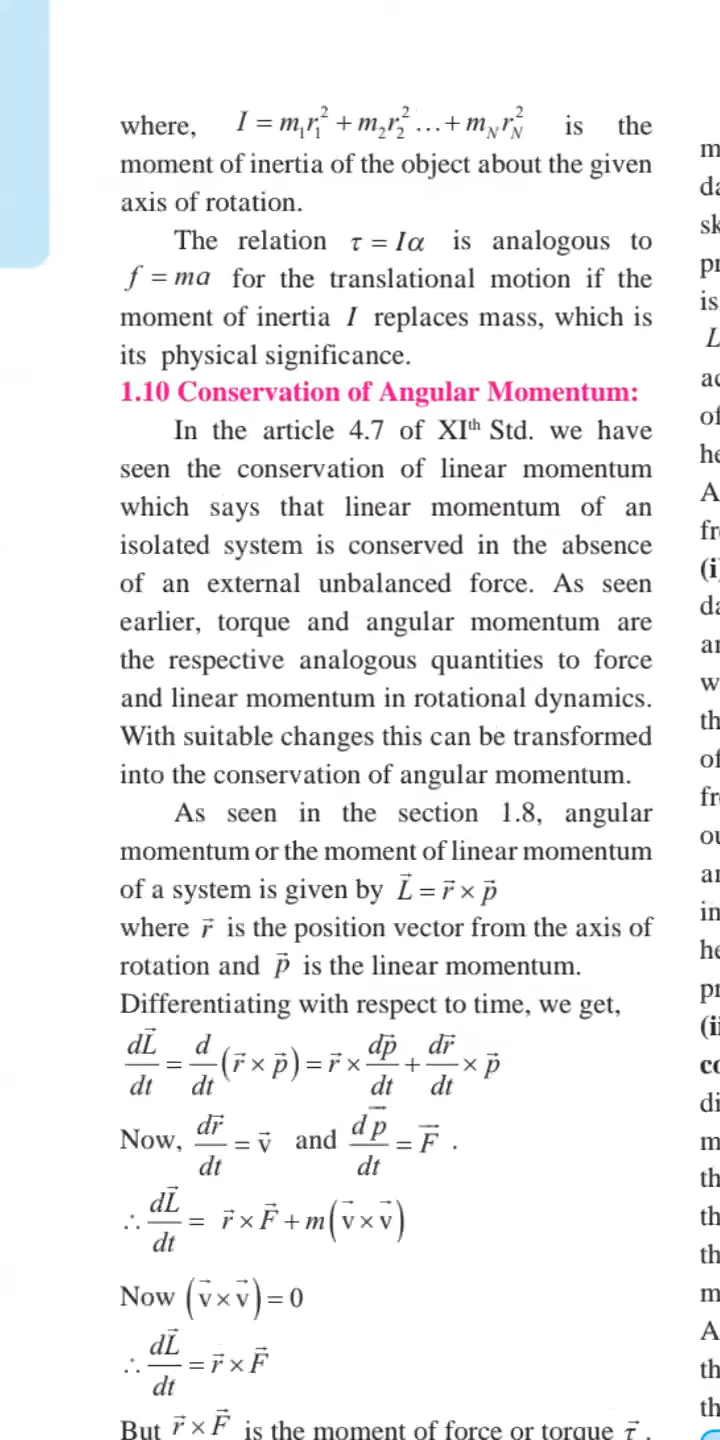 where, I = m₁r₁² + m₂r₂² ...+ m_N r_N² is the
moment of inertia of the object about the given
axis of rotation.
The relation τ = Iα is analogous to
f = ma for the translational motion if the
moment of inertia I replaces mass, which is
its physical significance.
1.10 Conservation of Angular Momentum:
In the article 4.7 of XIᵗʰ Std. we have
seen the conservation of linear momentum
which says that linear momentum of an
isolated system is conserved in the absence
of an external unbalanced force. As seen
earlier, torque and angular momentum are
the respective analogous quantities to force
and linear momentum in rotational dynamics.
With suitable changes this can be transformed
into the conservation of angular momentum.
As seen in the section 1.8, angular
momentum or the moment of linear momentum
of a system is given by L⃗ = r⃗ × p⃗
where r⃗ is the position vector from the axis of
rotation and p⃗ is the linear momentum.
Differentiating with respect to time, we get,
dL⃗/dt = d/dt (r⃗ × p⃗) = r⃗ × dp⃗/dt + dr⃗/dt × p⃗
Now, dr⃗/dt = v⃗ and dp⃗/dt = F⃗ .
∴ dL⃗/dt = r⃗ × F⃗ + m(v⃗ × v⃗)
Now (v⃗ × v⃗) = 0
∴ dL⃗/dt = r⃗ × F⃗
But r⃗ × F⃗ is the moment of force or torque τ⃗ .